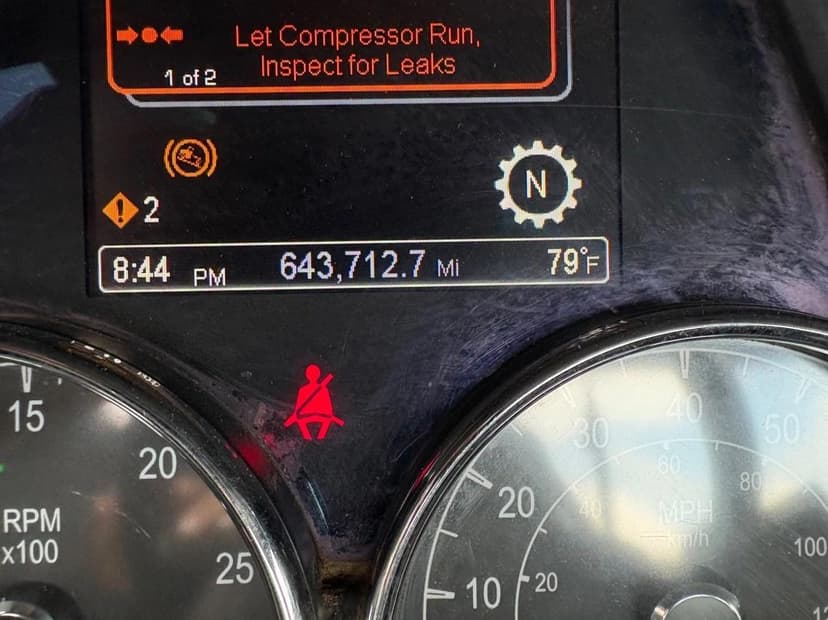 Let Compressor Run,
Inspect for Leaks
1 of 2
N
2
8:44 PM 643,712.7 Mi 79°F
15
20
25
RPM
x100
10
20
30
40
50
20
40
60
80
100
MPH
km/h